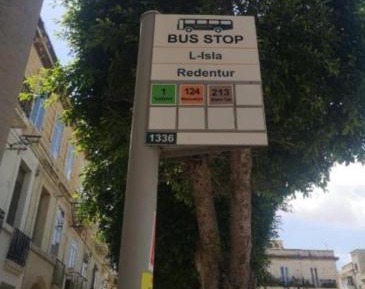 BUS STOP
L-Isla
Redentur
1 124 213
1336